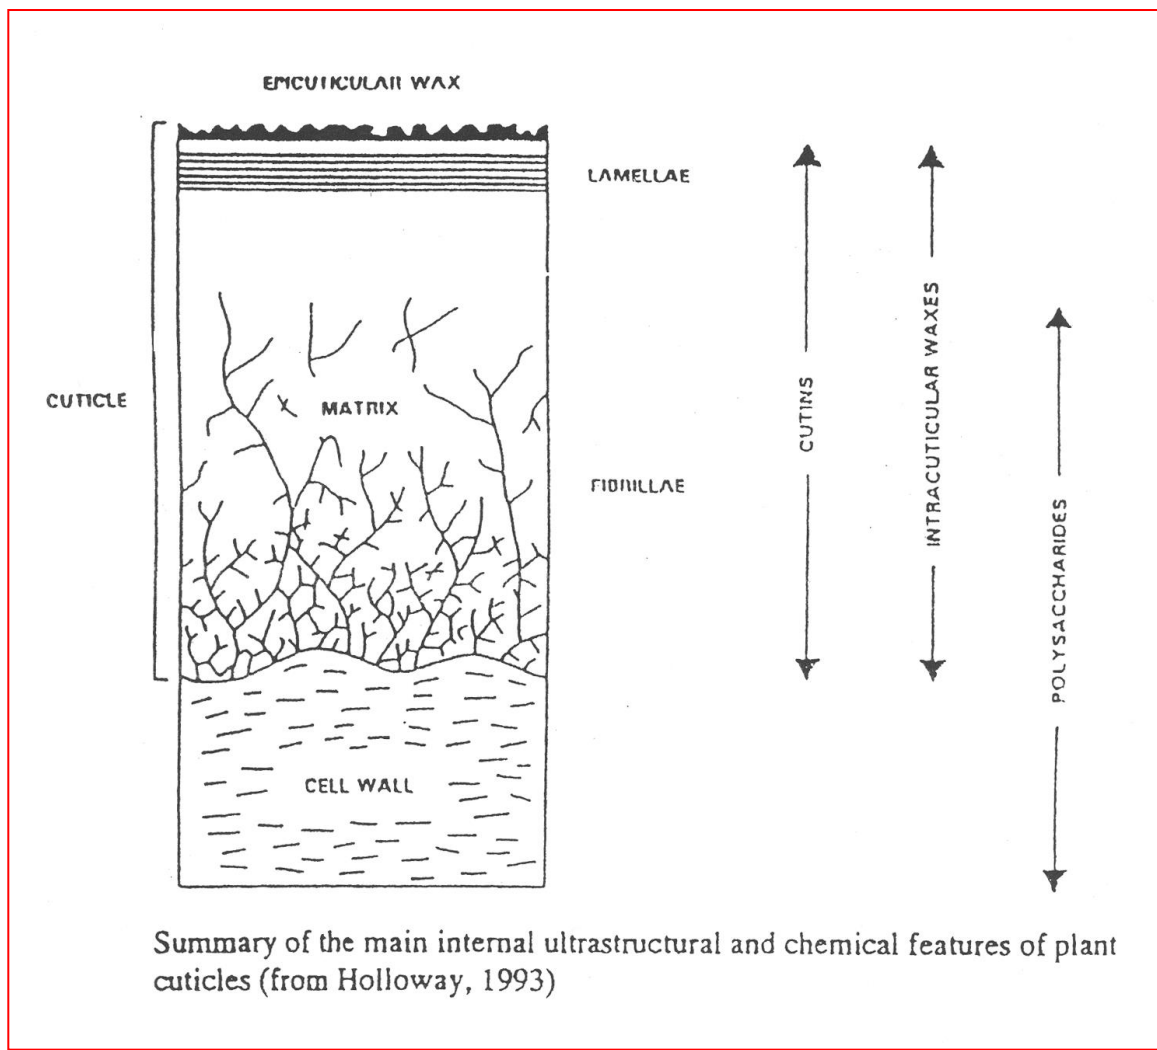 EPICUTICULAR WAX
LAMELLAE
CUTICLE
MATRIX
FIBRILLAE
CELL WALL
CUTINS
INTRACUTICULAR WAXES
POLYSACCHARIDES
Summary of the main internal ultrastructural and chemical features of plant
cuticles (from Holloway, 1993)